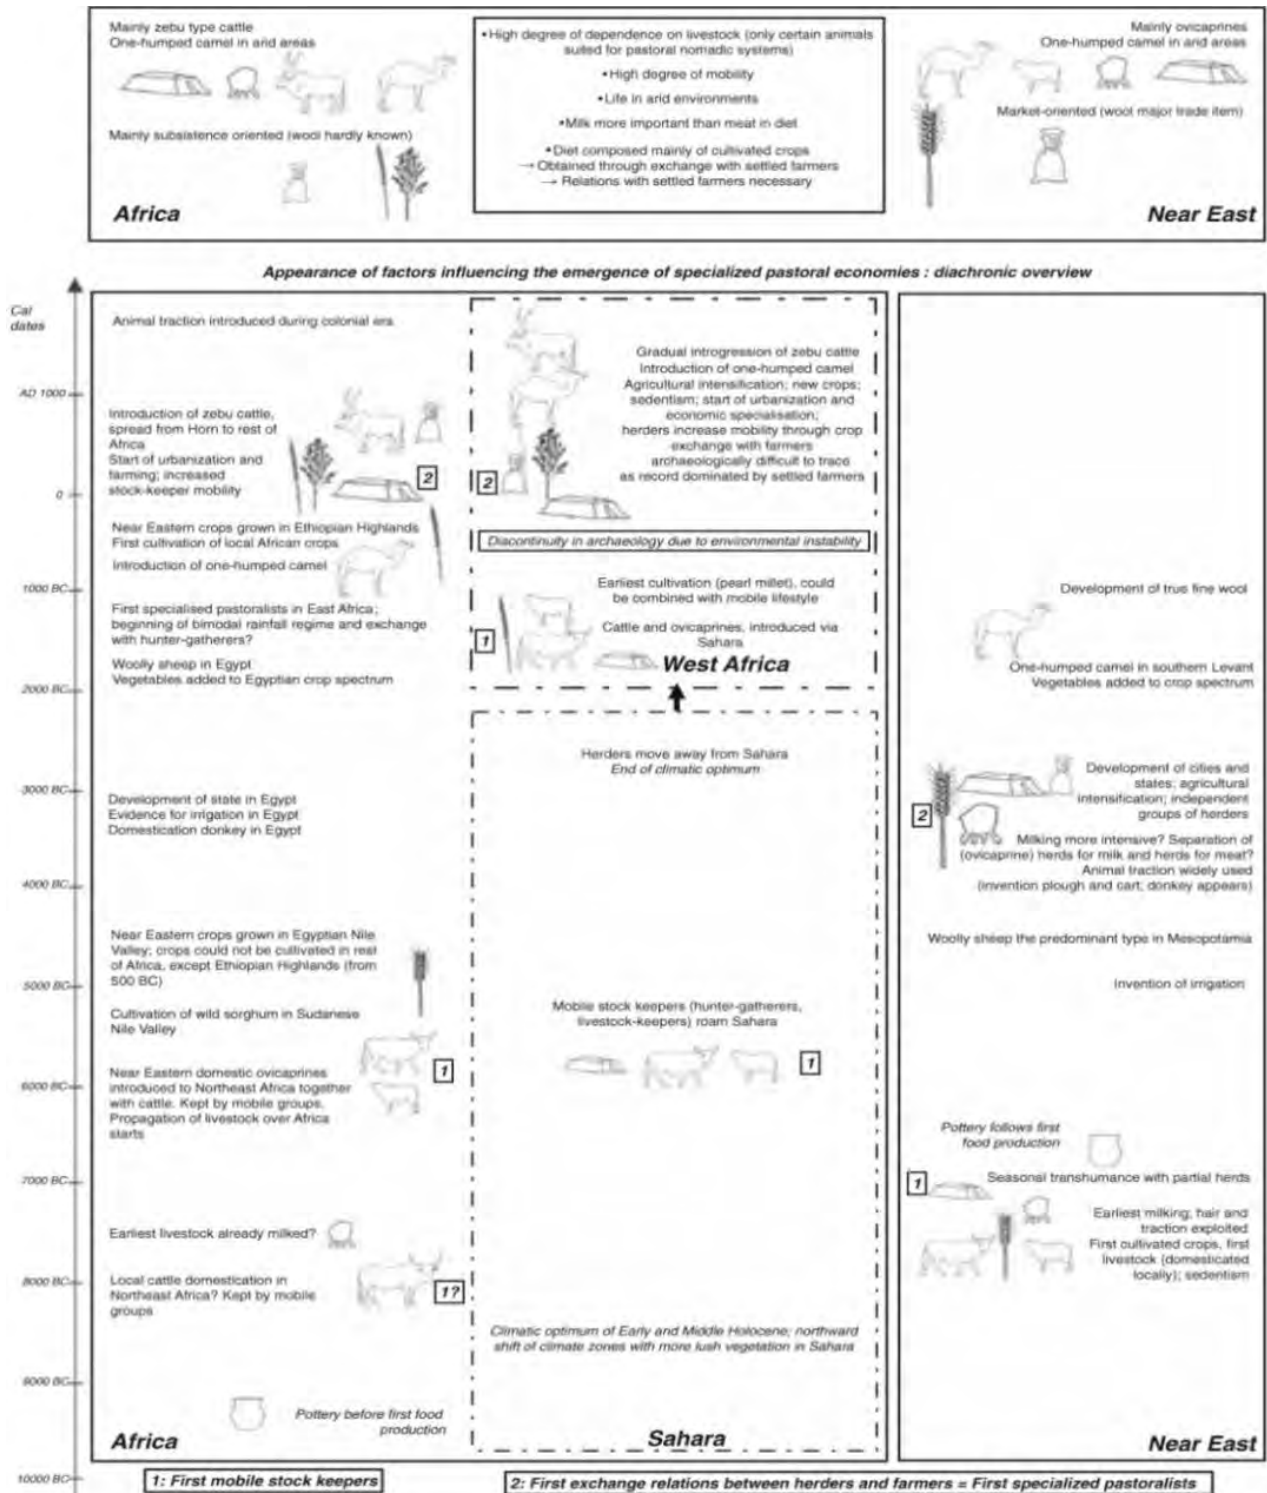 Mainly zebu type cattle
One-humped camel in arid areas
Mainly subsistence oriented (wool hardly known)
Africa
•High degree of dependence on livestock (only certain animals
suited for pastoral nomadic systems)
•High degree of mobility
•Life in arid environments
•Milk more important than meat in diet
•Diet composed mainly of cultivated crops
→ Obtained through exchange with settled farmers
→ Relations with settled farmers necessary
Mainly ovicaprines
One-humped camel in arid areas
Market-oriented (wool major trade item)
Near East
Appearance of factors influencing the emergence of specialized pastoral economies : diachronic overview
Cal
dates
AD 1000
0
1000 BC
2000 BC
3000 BC
4000 BC
5000 BC
6000 BC
7000 BC
8000 BC
9000 BC
10000 BC
Animal traction introduced during colonial era
Introduction of zebu cattle,
spread from Horn to rest of
Africa
Start of urbanization and
farming; increased
stock-keeper mobility
2
Near Eastern crops grown in Ethiopian Highlands
First cultivation of local African crops
Introduction of one-humped camel
First specialised pastoralists in East Africa;
beginning of bimodal rainfall regime and exchange
with hunter-gatherers?
Woolly sheep in Egypt
Vegetables added to Egyptian crop spectrum
Development of state in Egypt
Evidence for irrigation in Egypt
Domestication donkey in Egypt
Near Eastern crops grown in Egyptian Nile
Valley; crops could not be cultivated in rest
of Africa, except Ethiopian Highlands (from
500 BC)
Cultivation of wild sorghum in Sudanese
Nile Valley
Near Eastern domestic ovicaprines
introduced to Northeast Africa together
with cattle. Kept by mobile groups.
Propagation of livestock over Africa
starts
1
Earliest livestock already milked?
Local cattle domestication in
Northeast Africa? Kept by mobile
groups
1?
Pottery before first food
production
Africa
Gradual introgression of zebu cattle
Introduction of one-humped camel
Agricultural intensification; new crops;
sedentism; start of urbanization and
economic specialisation;
herders increase mobility through crop
exchange with farmers
archaeologically difficult to trace
as record dominated by settled farmers
2
Discontinuity in archaeology due to environmental instability
Earliest cultivation (pearl millet), could
be combined with mobile lifestyle
Cattle and ovicaprines, introduced via
Sahara
1
West Africa
Herders move away from Sahara
End of climatic optimum
Mobile stock keepers (hunter-gatherers,
livestock-keepers) roam Sahara
1
Climatic optimum of Early and Middle Holocene; northward
shift of climate zones with more lush vegetation in Sahara
Sahara
Development of true fine wool
One-humped camel in southern Levant
Vegetables added to crop spectrum
Development of cities and
states; agricultural
intensification; independent
groups of herders
2
Milking more intensive? Separation of
(ovicaprine) herds for milk and herds for meat?
Animal traction widely used
(invention plough and cart; donkey appears)
Woolly sheep the predominant type in Mesopotamia
Invention of irrigation
Pottery follows first
food production
1
Seasonal transhumance with partial herds
Earliest milking; hair and
traction exploited
First cultivated crops, first
livestock (domesticated
locally); sedentism
Near East
1: First mobile stock keepers
2: First exchange relations between herders and farmers = First specialized pastoralists